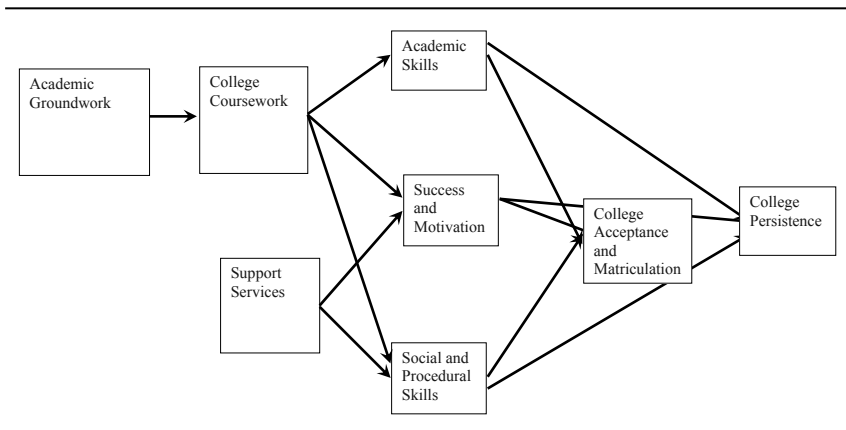 Academic
Groundwork
College
Coursework
Academic
Skills
Success
and
Motivation
Support
Services
Social and
Procedural
Skills
College
Acceptance
and
Matriculation
College
Persistence